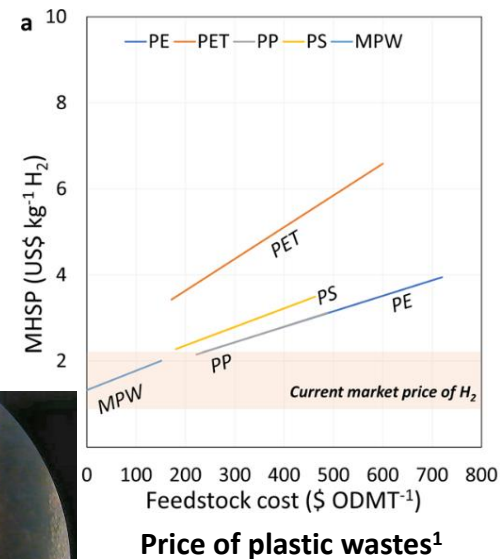 a
10
PE PET PP PS MPW
8
6
4
2
MHSP (US$ kg⁻¹ H₂)
PET
PS
PE
PP
MPW
Current market price of H₂
0 100 200 300 400 500 600 700 800
Feedstock cost ($ ODMT⁻¹)
Price of plastic wastes¹